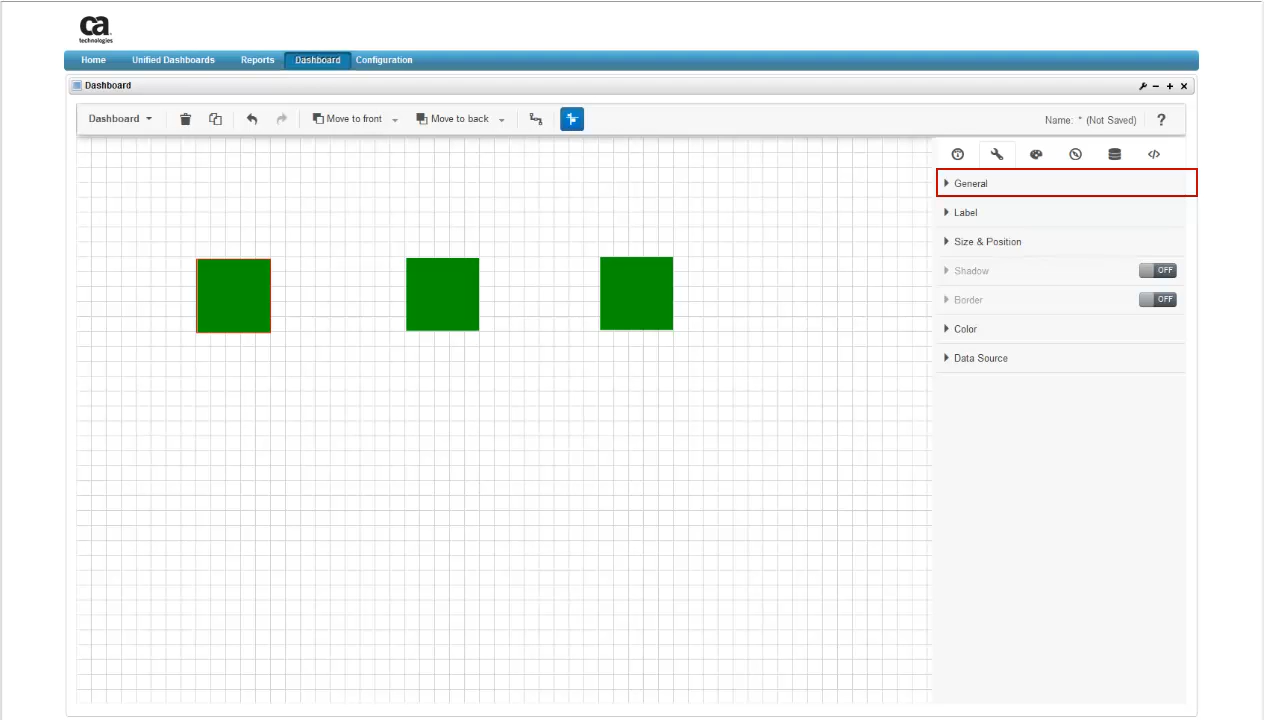 ca
technologies
Home Unified Dashboards Reports Dashboard Configuration
Dashboard
Dashboard Move to front Move to back Name: * (Not Saved) ?
General
Label
Size & Position
Shadow OFF
Border OFF
Color
Data Source